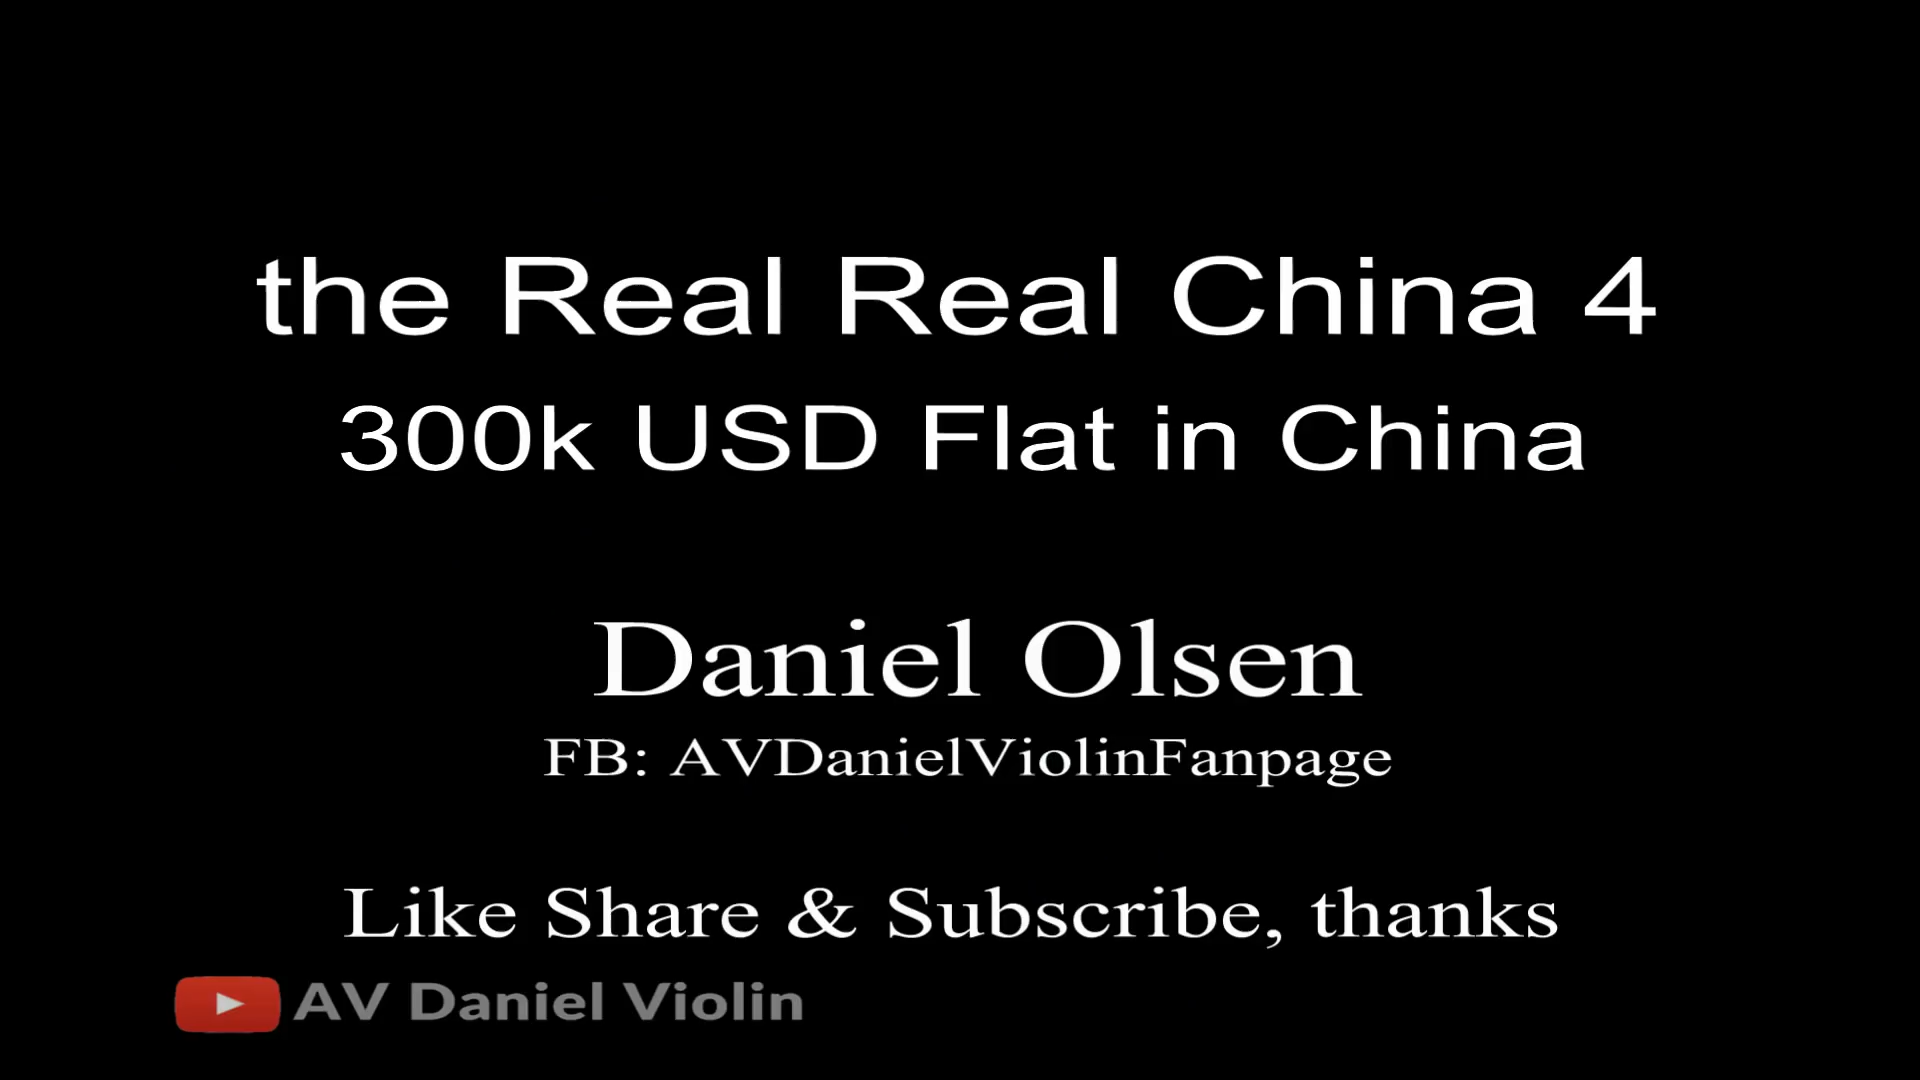 the Real Real China 4
300k USD Flat in China
Daniel Olsen
FB: AVDanielViolinFanpage
Like Share & Subscribe, thanks
AV Daniel Violin